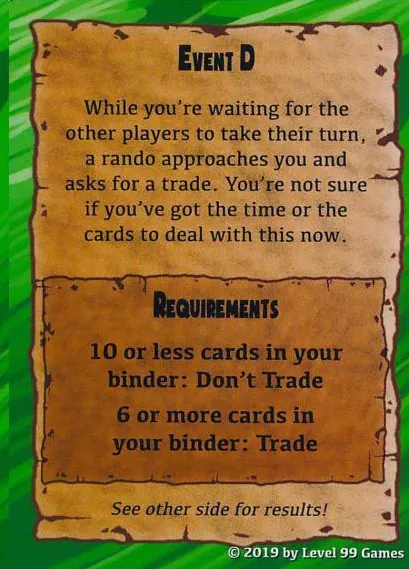 Event D
While you're waiting for the
other players to take their turn,
a rando approaches you and
asks for a trade. You're not sure
if you've got the time or the
cards to deal with this now.
Requirements
10 or less cards in your
binder: Don't Trade
6 or more cards in
your binder: Trade
See other side for results!
© 2019 by Level 99 Games